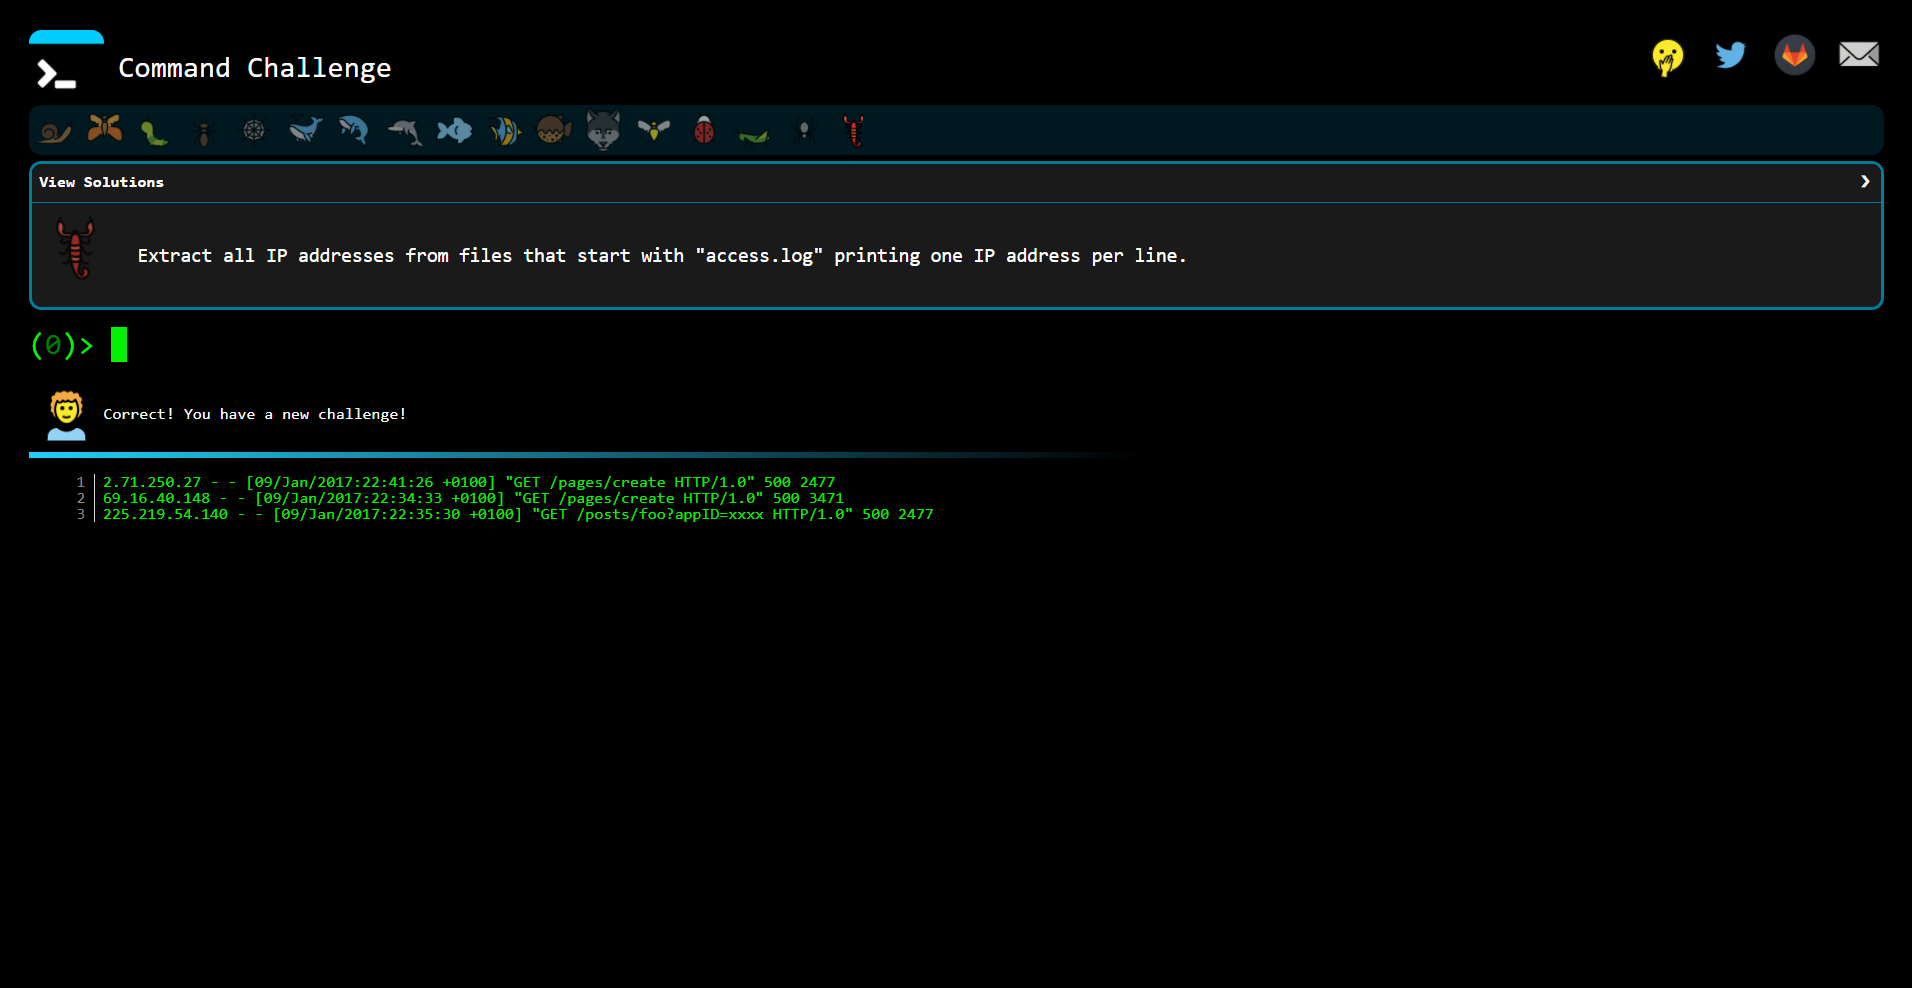 Command Challenge
View Solutions
Extract all IP addresses from files that start with "access.log" printing one IP address per line.
(0)>
Correct! You have a new challenge!
1 2.71.250.27 - - [09/Jan/2017:22:41:26 +0100] "GET /pages/create HTTP/1.0" 500 2477
2 69.16.40.148 - - [09/Jan/2017:22:34:33 +0100] "GET /pages/create HTTP/1.0" 500 3471
3 225.219.54.140 - - [09/Jan/2017:22:35:30 +0100] "GET /posts/foo?appID=xxxx HTTP/1.0" 500 2477